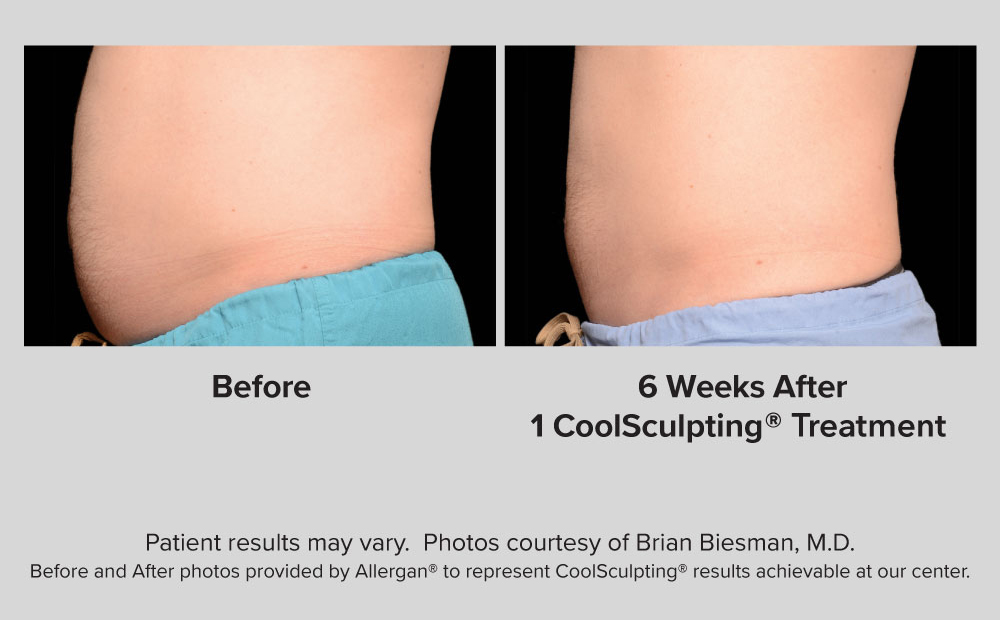 Before
6 Weeks After
1 CoolSculpting® Treatment
Patient results may vary.  Photos courtesy of Brian Biesman, M.D.
Before and After photos provided by Allergan® to represent CoolSculpting® results achievable at our center.